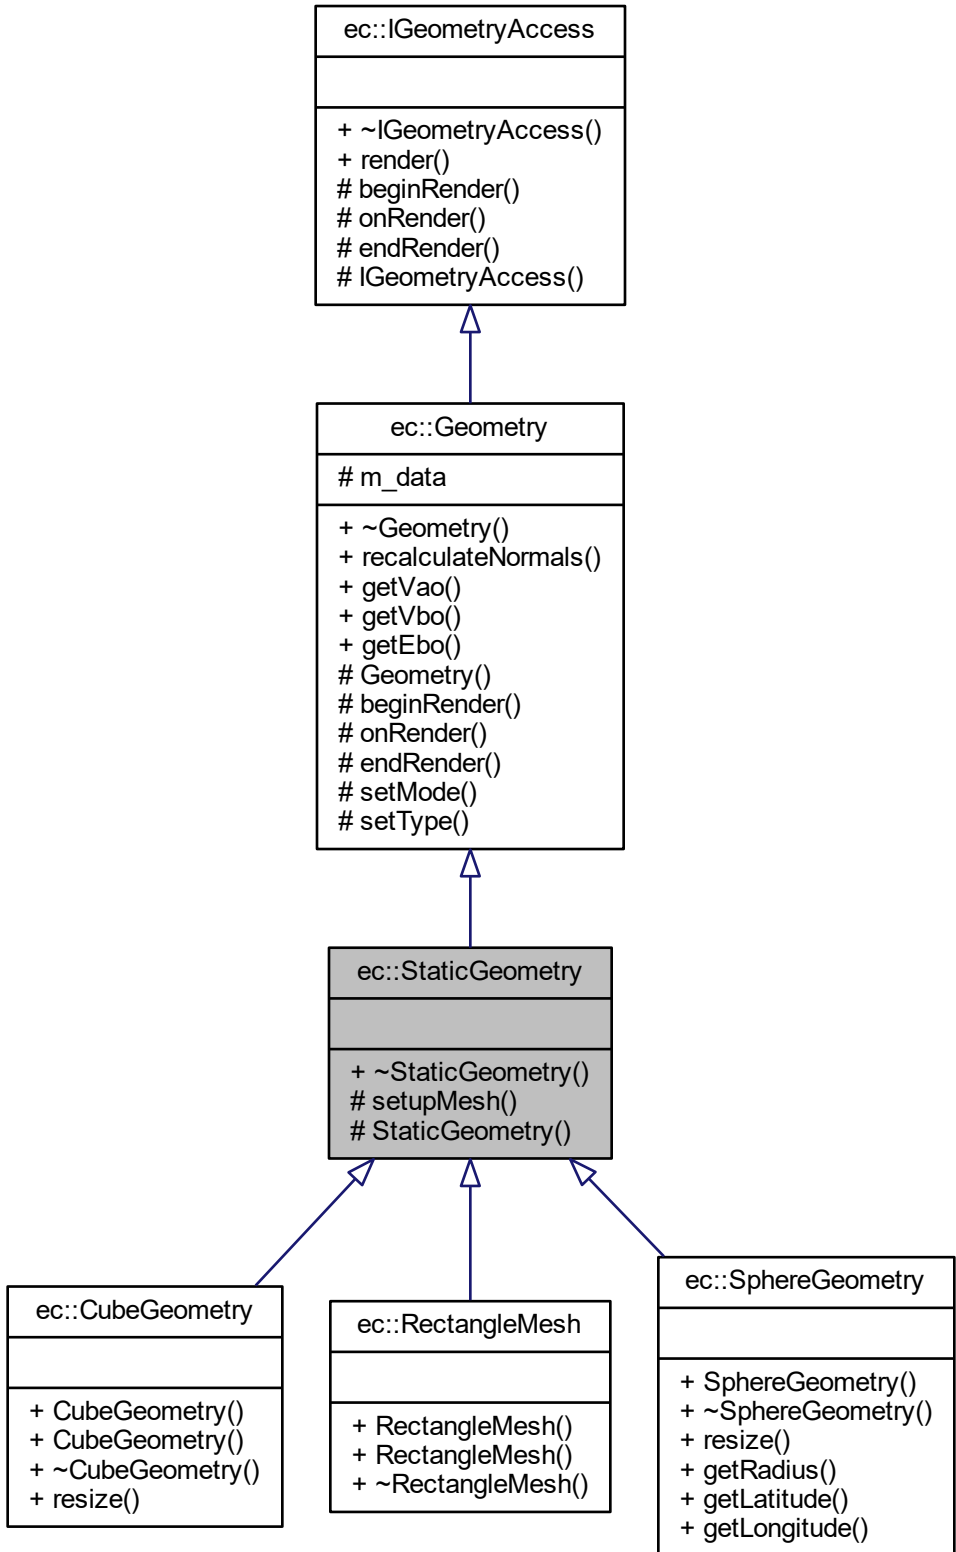 ec::IGeometryAccess
+ ~IGeometryAccess()
+ render()
# beginRender()
# onRender()
# endRender()
# IGeometryAccess()
ec::Geometry
# m_data
+ ~Geometry()
+ recalculateNormals()
+ getVao()
+ getVbo()
+ getEbo()
# Geometry()
# beginRender()
# onRender()
# endRender()
# setMode()
# setType()
ec::StaticGeometry
+ ~StaticGeometry()
# setupMesh()
# StaticGeometry()
ec::CubeGeometry
+ CubeGeometry()
+ CubeGeometry()
+ ~CubeGeometry()
+ resize()
ec::RectangleMesh
+ RectangleMesh()
+ RectangleMesh()
+ ~RectangleMesh()
ec::SphereGeometry
+ SphereGeometry()
+ ~SphereGeometry()
+ resize()
+ getRadius()
+ getLatitude()
+ getLongitude()